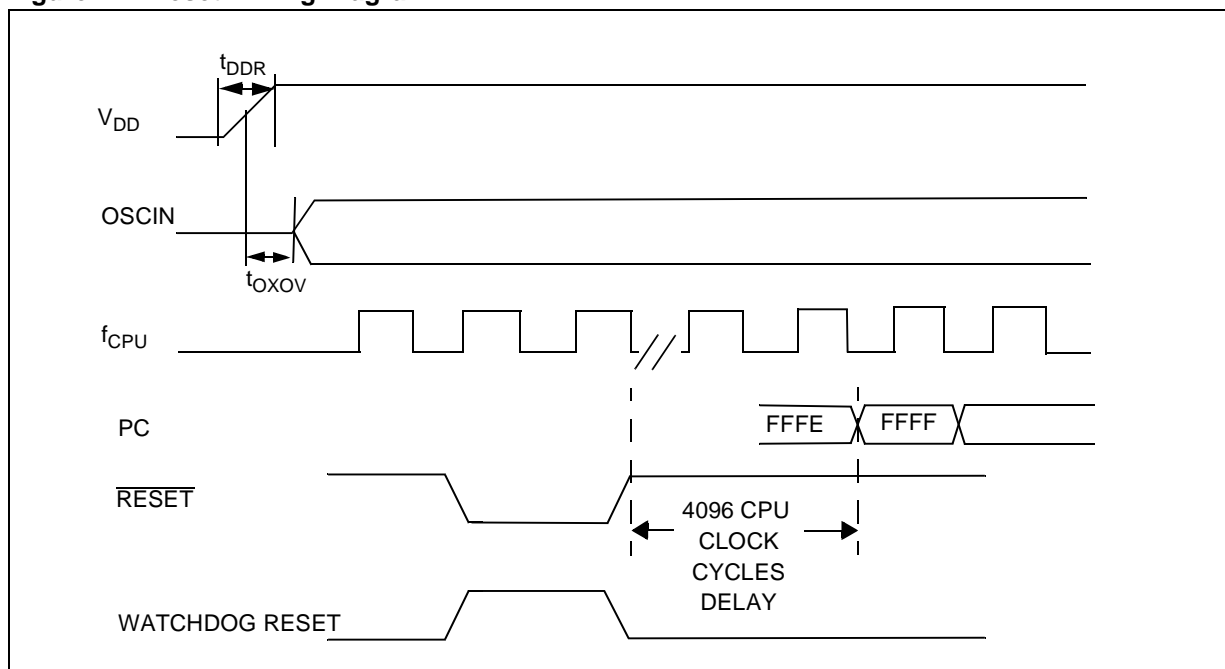 tDDR
VDD
OSCIN
tOXOV
fCPU
PC
FFFE
FFFF
RESET
4096 CPU
CLOCK
CYCLES
DELAY
WATCHDOG RESET